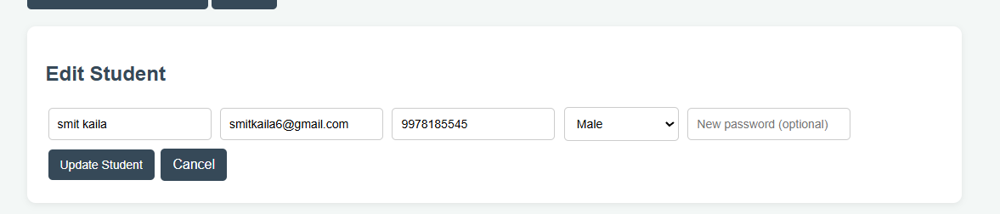 Edit Student
smit kaila smitkaila6@gmail.com 9978185545 Male New password (optional)
Update Student Cancel